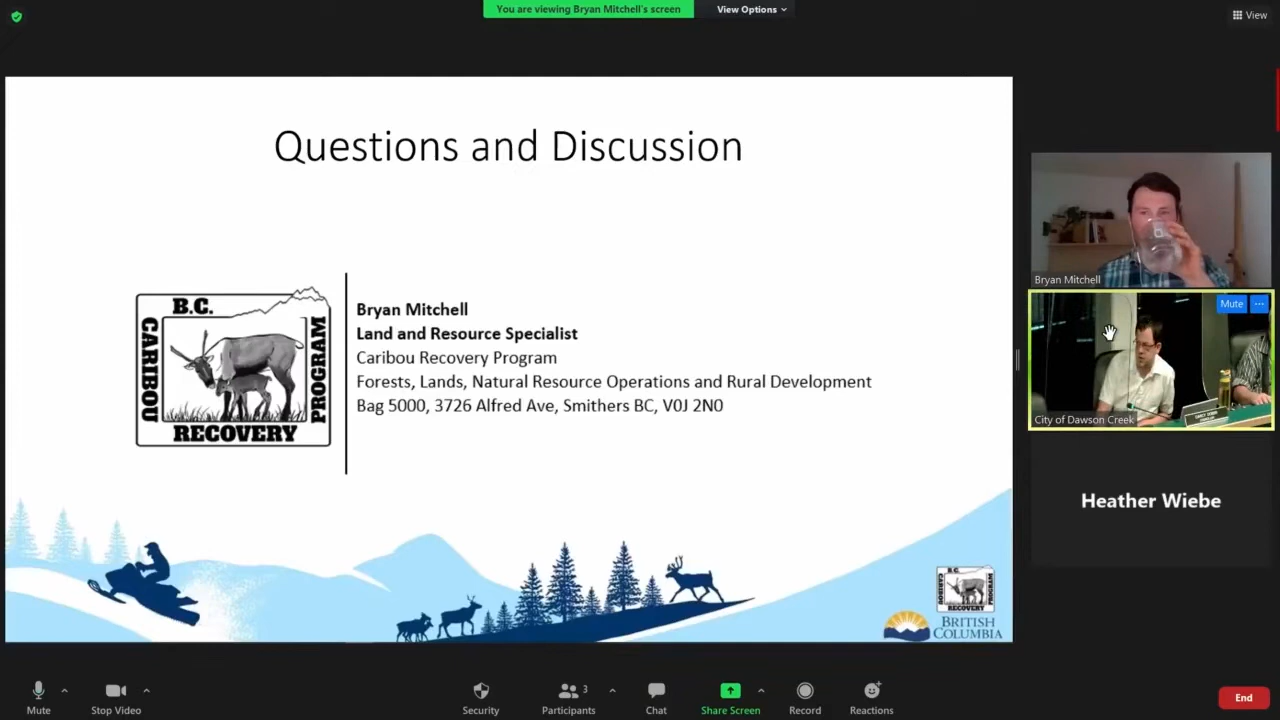 You are viewing Bryan Mitchell's screen
View Options
View
Questions and Discussion
B.C.
CARIBOU
PROGRAM
RECOVERY
Bryan Mitchell
Land and Resource Specialist
Caribou Recovery Program
Forests, Lands, Natural Resource Operations and Rural Development
Bag 5000, 3726 Alfred Ave, Smithers BC, V0J 2N0
B.C.
CARIBOU
PROGRAM
RECOVERY
BRITISH
COLUMBIA
Bryan Mitchell
Mute
City of Dawson Creek
Heather Wiebe
Mute
Stop Video
Security
Participants
3
Chat
Share Screen
Record
Reactions
End